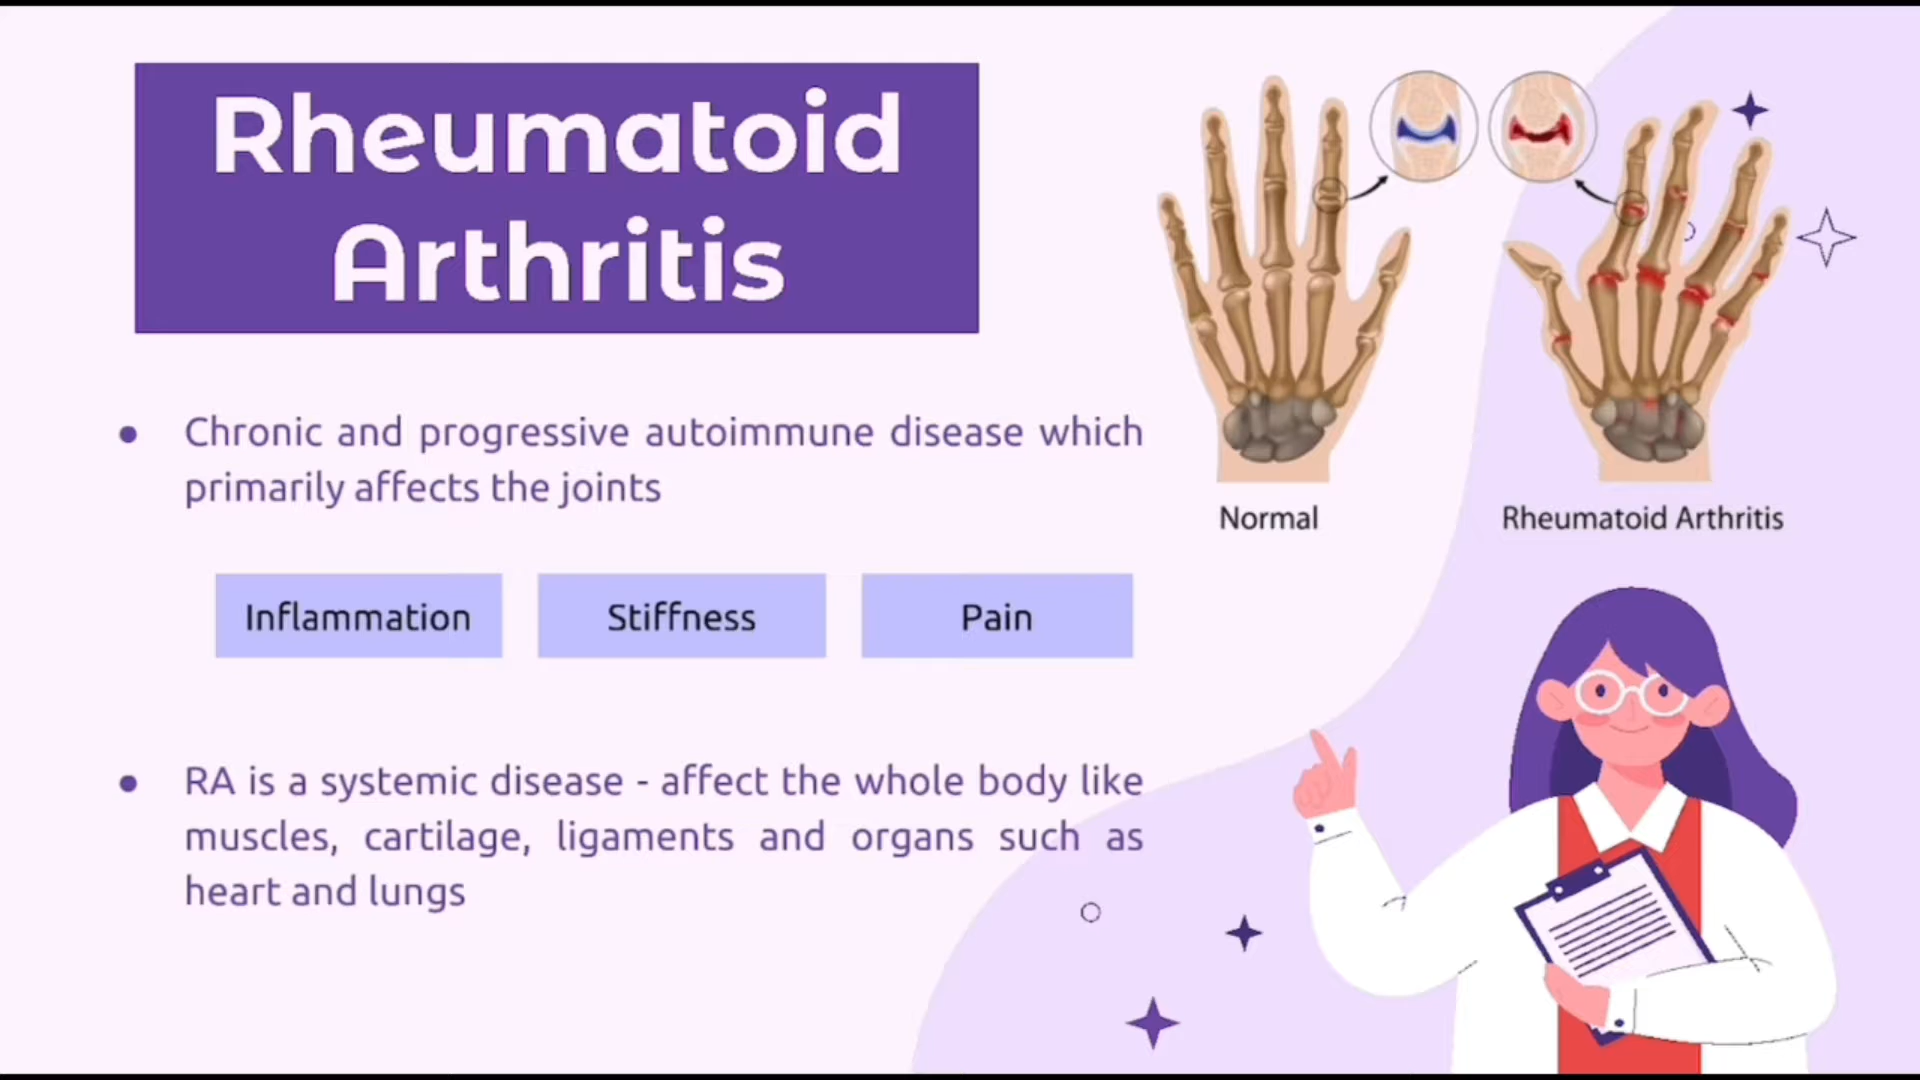 Rheumatoid
Arthritis
● Chronic and progressive autoimmune disease which
primarily affects the joints
Inflammation
Stiffness
Pain
● RA is a systemic disease - affect the whole body like
muscles, cartilage, ligaments and organs such as
heart and lungs
Normal
Rheumatoid Arthritis